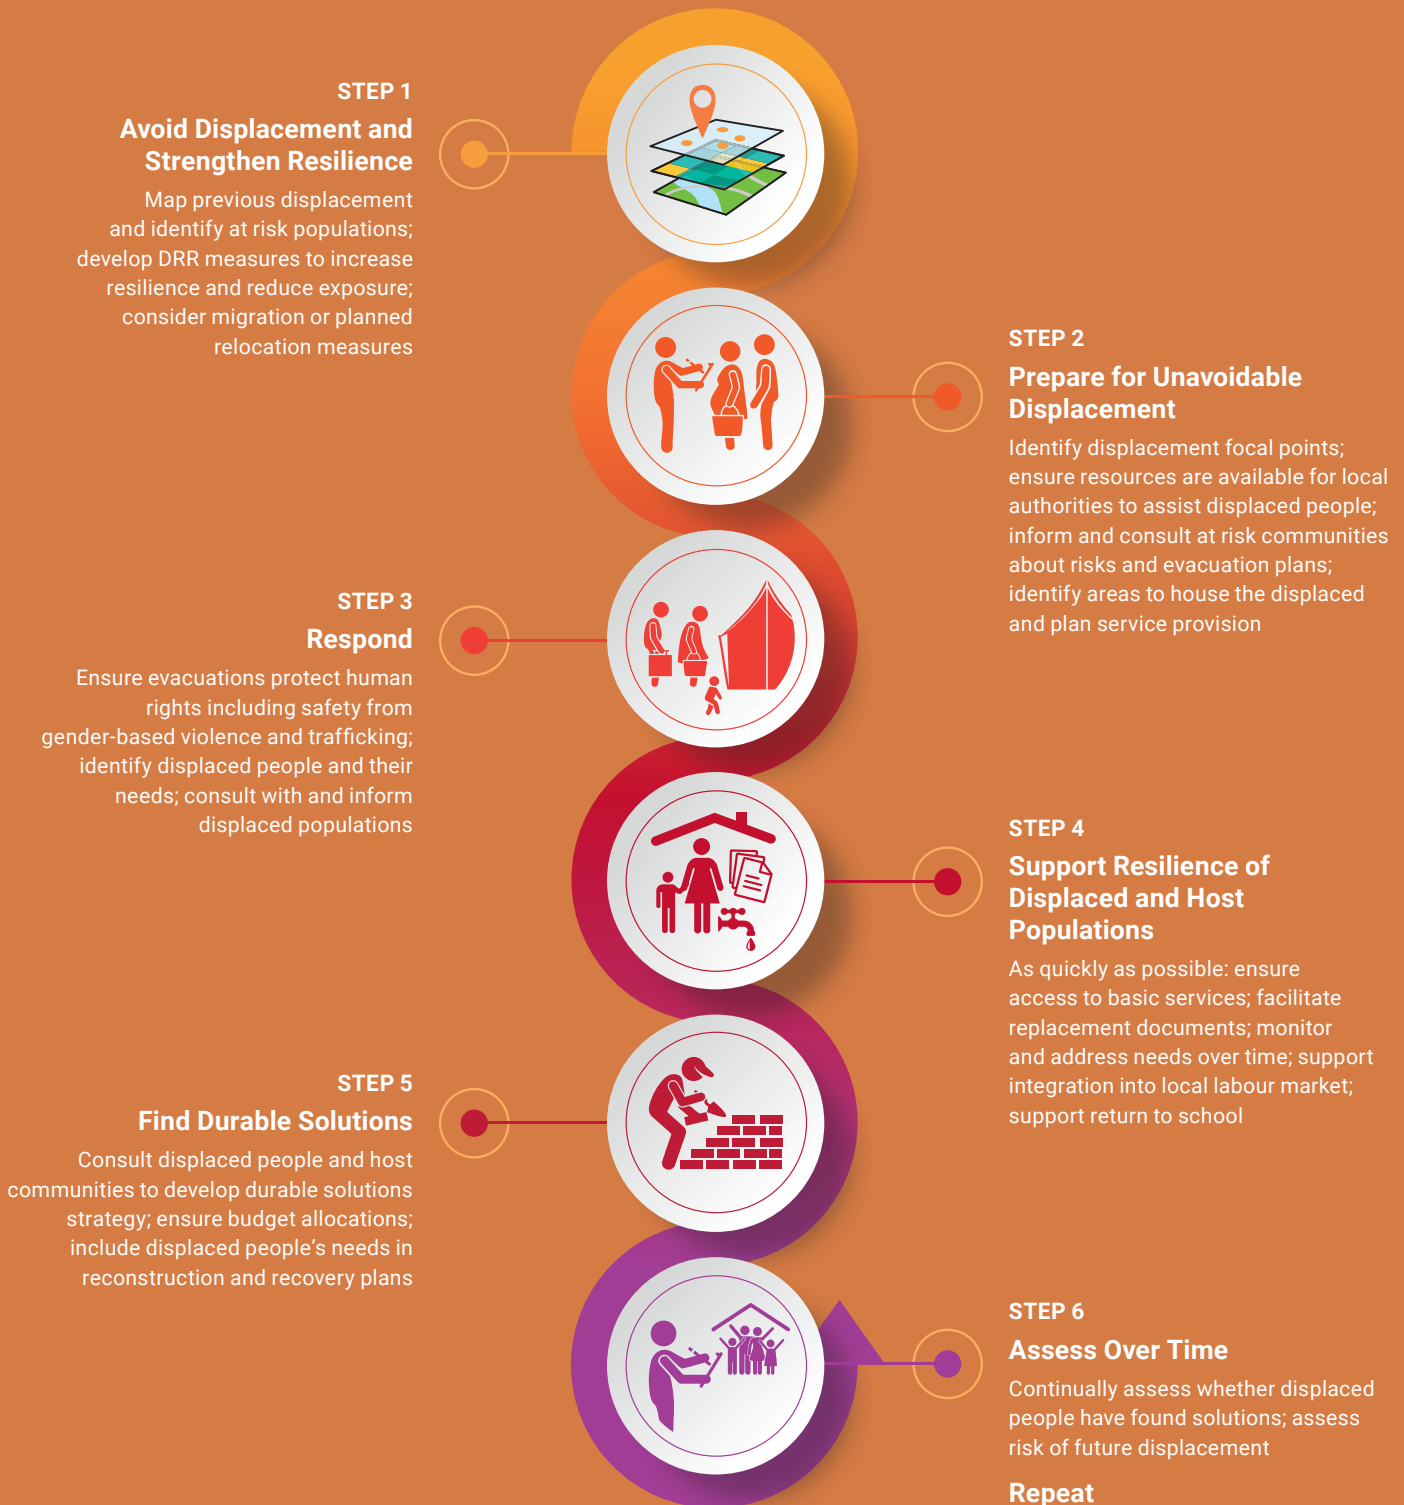 STEP 1
Avoid Displacement and
Strengthen Resilience
Map previous displacement
and identify at risk populations;
develop DRR measures to increase
resilience and reduce exposure;
consider migration or planned
relocation measures
STEP 2
Prepare for Unavoidable
Displacement
Identify displacement focal points;
ensure resources are available for local
authorities to assist displaced people;
inform and consult at risk communities
about risks and evacuation plans;
identify areas to house the displaced
and plan service provision
STEP 3
Respond
Ensure evacuations protect human
rights including safety from
gender-based violence and trafficking;
identify displaced people and their
needs; consult with and inform
displaced populations
STEP 4
Support Resilience of
Displaced and Host
Populations
As quickly as possible: ensure
access to basic services; facilitate
replacement documents; monitor
and address needs over time; support
integration into local labour market;
support return to school
STEP 5
Find Durable Solutions
Consult displaced people and host
communities to develop durable solutions
strategy; ensure budget allocations;
include displaced people’s needs in
reconstruction and recovery plans
STEP 6
Assess Over Time
Continually assess whether displaced
people have found solutions; assess
risk of future displacement
Repeat